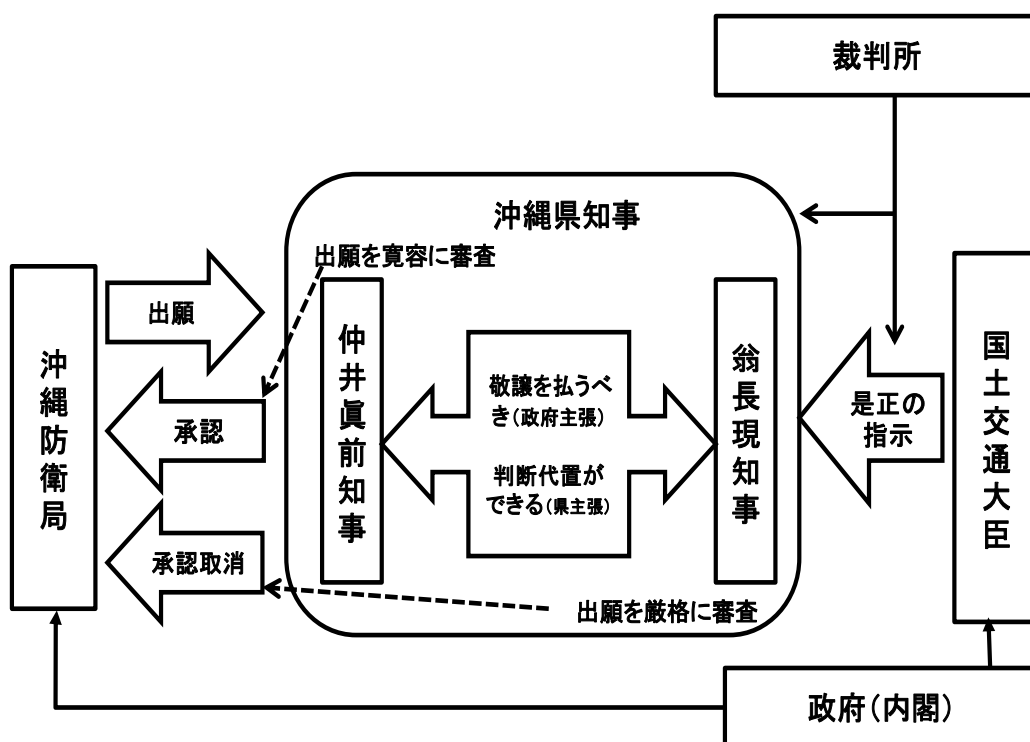 裁判所
沖縄県知事
出願を寛容に審査
出願
承認
承認取消
沖縄防衛局
仲井眞前知事
敬譲を払うべ
き(政府主張)
判断代置が
できる(県主張)
翁長現知事
是正の
指示
国土交通大臣
出願を厳格に審査
政府(内閣)